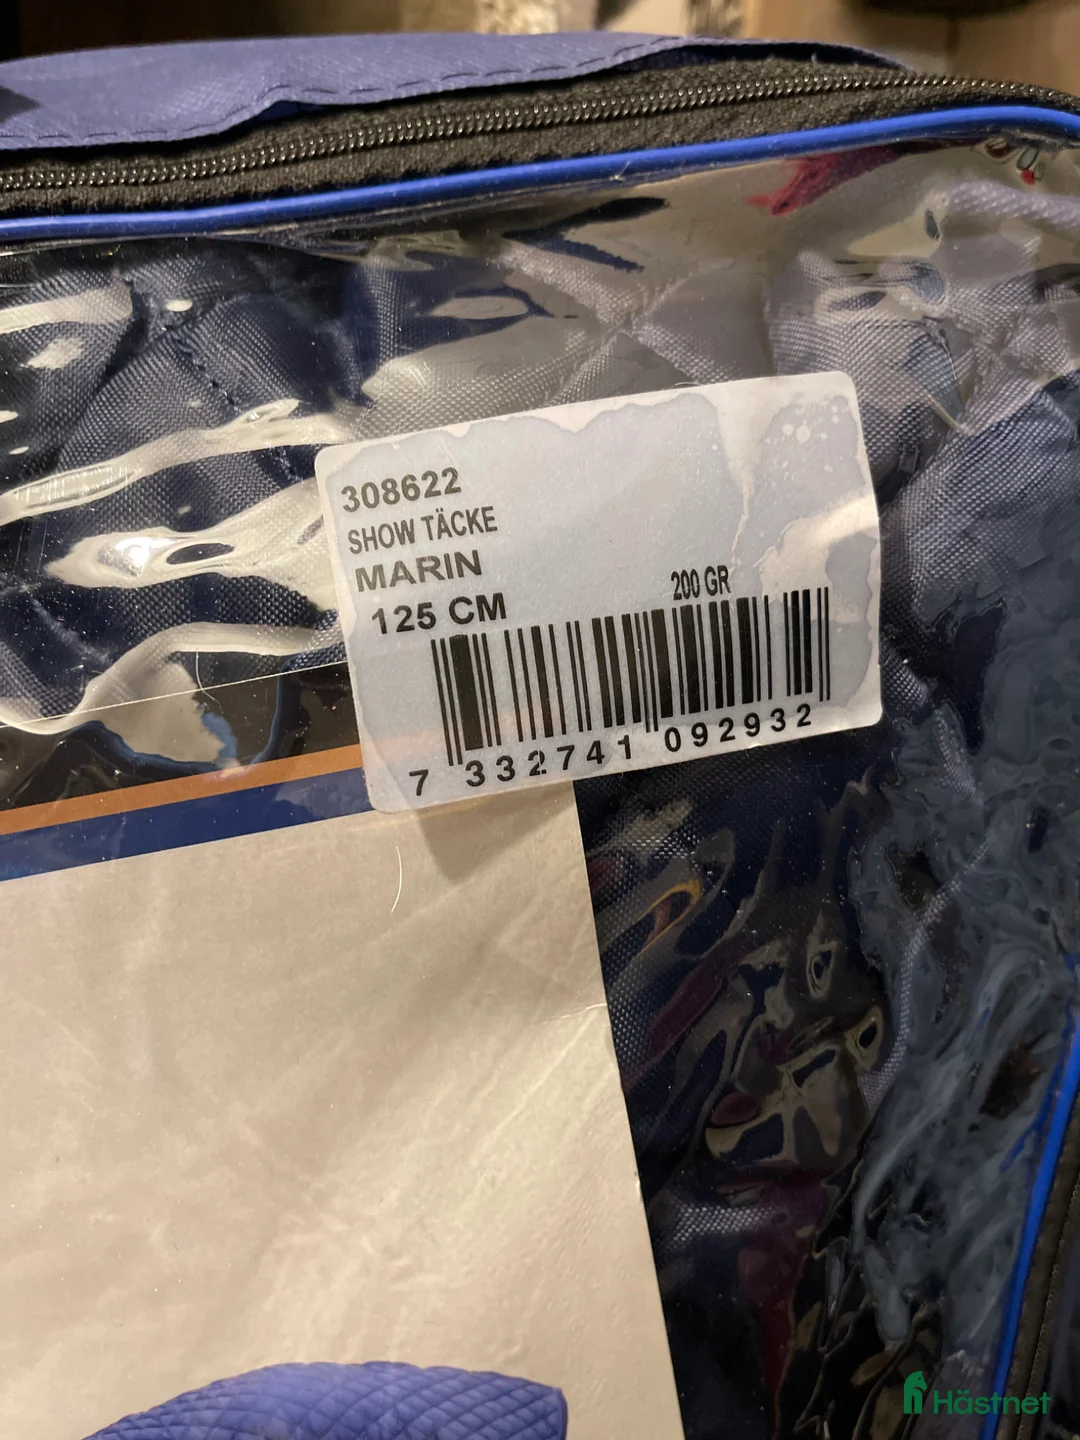 308622
SHOW TÄCKE
MARIN
125 CM
200 GR
7 332741 092932
Hästnet